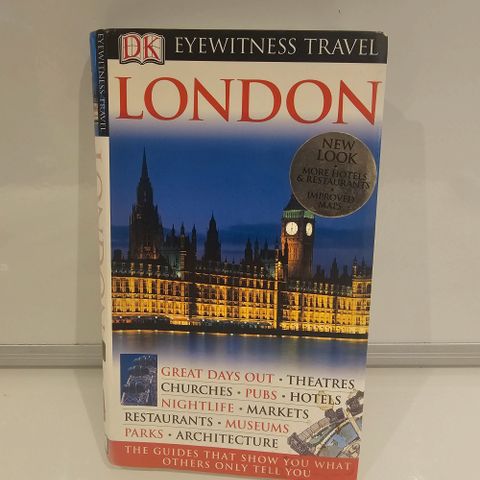 DK EYEWITNESS TRAVEL
LONDON
NEW
LOOK
MORE HOTELS
& RESTAURANTS
IMPROVED
MAPS
GREAT DAYS OUT • THEATRES
CHURCHES • PUBS • HOTELS
NIGHTLIFE • MARKETS
RESTAURANTS • MUSEUMS
PARKS • ARCHITECTURE
THE GUIDES THAT SHOW YOU WHAT
OTHERS ONLY TELL YOU
EYEWITNESS TRAVEL
LONDON